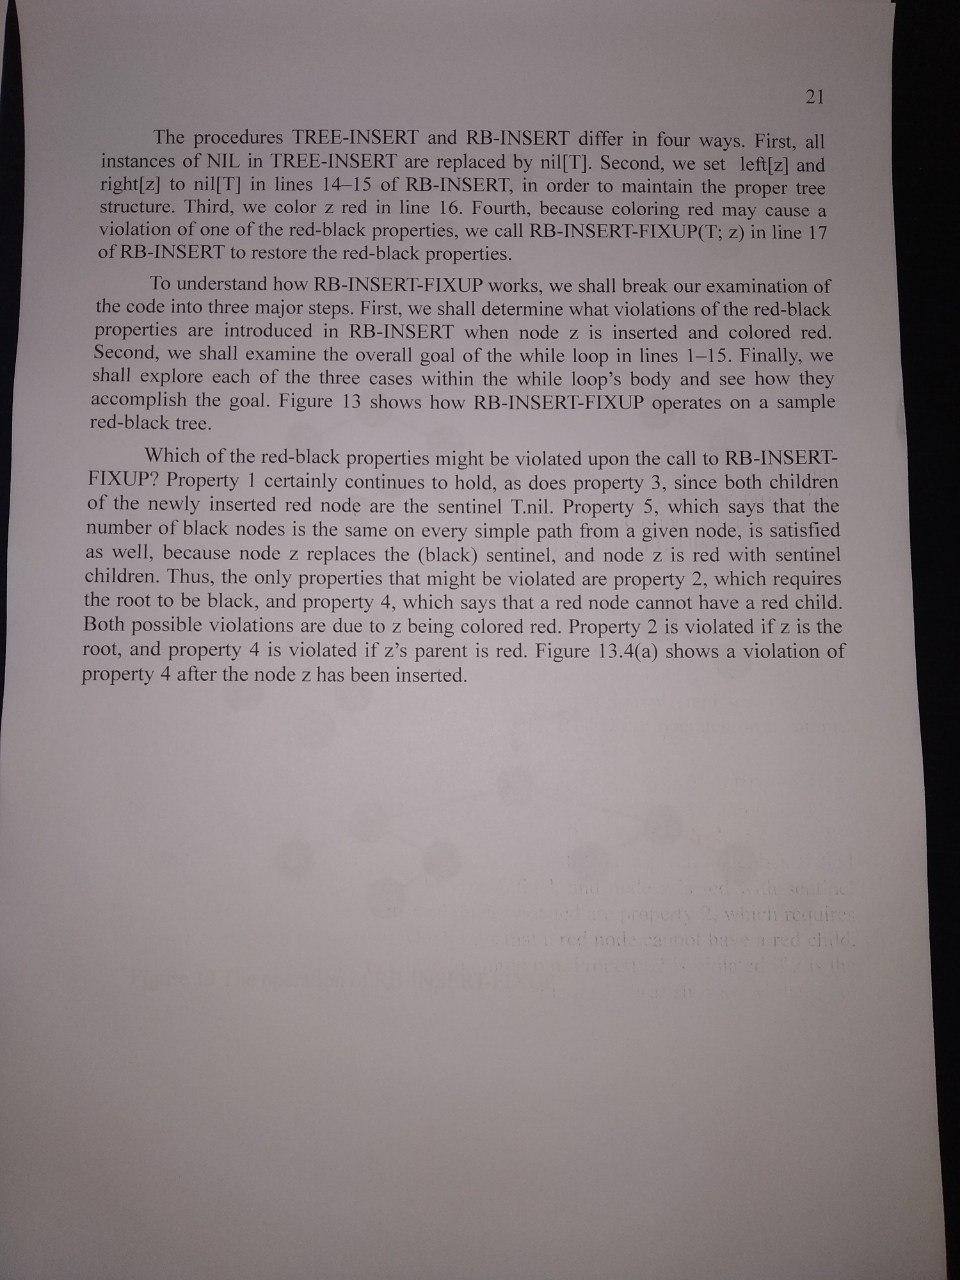 21
The procedures TREE-INSERT and RB-INSERT differ in four ways. First, all
instances of NIL in TREE-INSERT are replaced by nil[T]. Second, we set left[z] and
right[z] to nil[T] in lines 14–15 of RB-INSERT, in order to maintain the proper tree
structure. Third, we color z red in line 16. Fourth, because coloring red may cause a
violation of one of the red-black properties, we call RB-INSERT-FIXUP(T; z) in line 17
of RB-INSERT to restore the red-black properties.
To understand how RB-INSERT-FIXUP works, we shall break our examination of
the code into three major steps. First, we shall determine what violations of the red-black
properties are introduced in RB-INSERT when node z is inserted and colored red.
Second, we shall examine the overall goal of the while loop in lines 1–15. Finally, we
shall explore each of the three cases within the while loop's body and see how they
accomplish the goal. Figure 13 shows how RB-INSERT-FIXUP operates on a sample
red-black tree.
Which of the red-black properties might be violated upon the call to RB-INSERT-
FIXUP? Property 1 certainly continues to hold, as does property 3, since both children
of the newly inserted red node are the sentinel T.nil. Property 5, which says that the
number of black nodes is the same on every simple path from a given node, is satisfied
as well, because node z replaces the (black) sentinel, and node z is red with sentinel
children. Thus, the only properties that might be violated are property 2, which requires
the root to be black, and property 4, which says that a red node cannot have a red child.
Both possible violations are due to z being colored red. Property 2 is violated if z is the
root, and property 4 is violated if z's parent is red. Figure 13.4(a) shows a violation of
property 4 after the node z has been inserted.